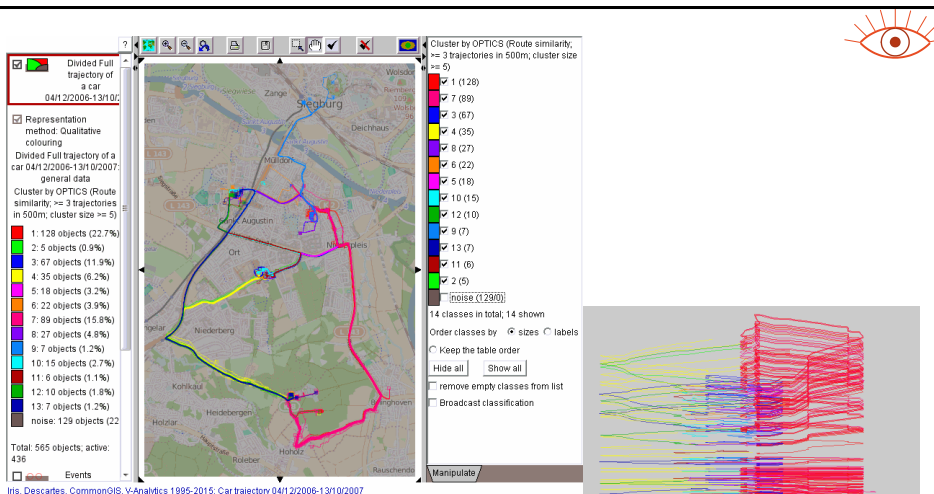 ?
Divided Full
trajectory of
a car
04/12/2006-13/10/2
Representation
method: Qualitative
colouring
Divided Full trajectory of a
car 04/12/2006-13/10/2007:
general data
Cluster by OPTICS (Route
similarity; >= 3 trajectories
in 500m; cluster size >= 5)
1: 128 objects (22.7%)
2: 5 objects (0.9%)
3: 67 objects (11.9%)
4: 35 objects (6.2%)
5: 18 objects (3.2%)
6: 22 objects (3.9%)
7: 89 objects (15.8%)
8: 27 objects (4.8%)
9: 7 objects (1.2%)
10: 15 objects (2.7%)
11: 6 objects (1.1%)
12: 10 objects (1.8%)
13: 7 objects (1.2%)
noise: 129 objects (22
Total: 565 objects; active:
436
Events
Wolsdor
Zange
Siegburg
Deichhaus
Mülldorf
Sankt Augustin
Ort
Niederpleis
ngelar
Niederberg
Kohlkaul
Heidebergen
Holzlar
Hoholz
Roleber
Rauschendo
Cluster by OPTICS (Route similarity;
>= 3 trajectories in 500m; cluster size
>= 5)
1 (128)
7 (89)
3 (67)
4 (35)
8 (27)
6 (22)
5 (18)
10 (15)
12 (10)
9 (7)
13 (7)
11 (6)
2 (5)
noise (129/0)
14 classes in total; 14 shown
Order classes by sizes labels
Keep the table order
Hide all Show all
remove empty classes from list
Broadcast classification
Manipulate
Iris, Descartes, CommonGIS, V-Analytics 1995-2015: Car trajectory 04/12/2006-13/10/2007